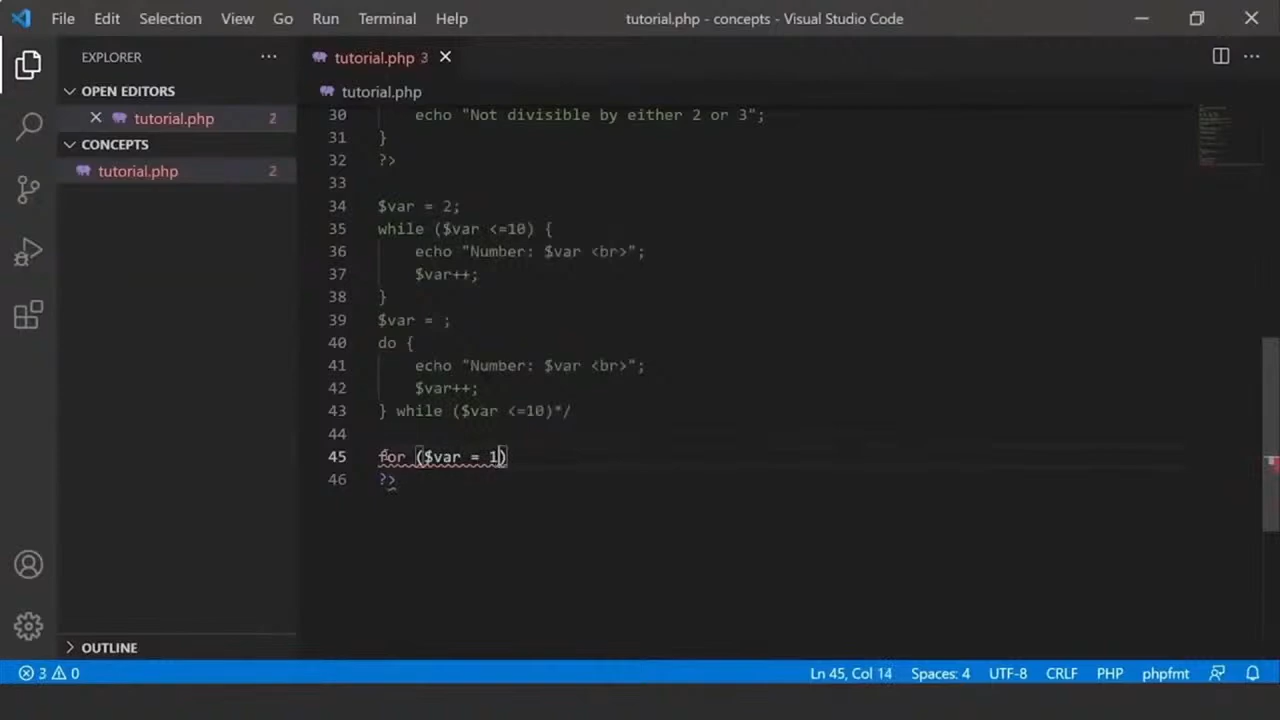 File Edit Selection View Go Run Terminal Help
tutorial.php - concepts - Visual Studio Code
EXPLORER
OPEN EDITORS
tutorial.php 2
CONCEPTS
tutorial.php 2
OUTLINE
tutorial.php 3
tutorial.php
30 echo "Not divisible by either 2 or 3";
31 }
32 ?>
33
34 $var = 2;
35 while ($var <=10) {
36 echo "Number: $var <br>";
37 $var++;
38 }
39 $var = ;
40 do {
41 echo "Number: $var <br>";
42 $var++;
43 } while ($var <=10)*/
44
45 for ($var = 1)
46 ?>
3 0
Ln 45, Col 14 Spaces: 4 UTF-8 CRLF PHP phpfmt